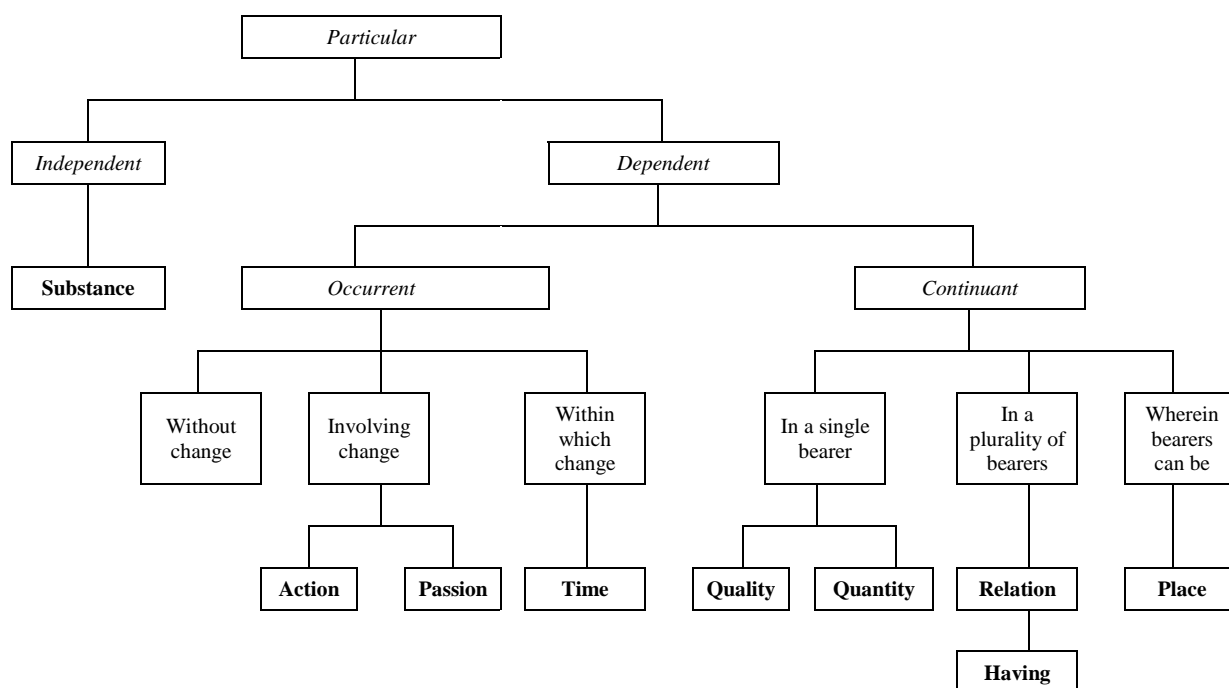 Particular
Independent
Dependent
Substance
Occurrent
Continuant
Without
change
Involving
change
Within
which
change
In a single
bearer
In a
plurality of
bearers
Wherein
bearers
can be
Action
Passion
Time
Quality
Quantity
Relation
Place
Having